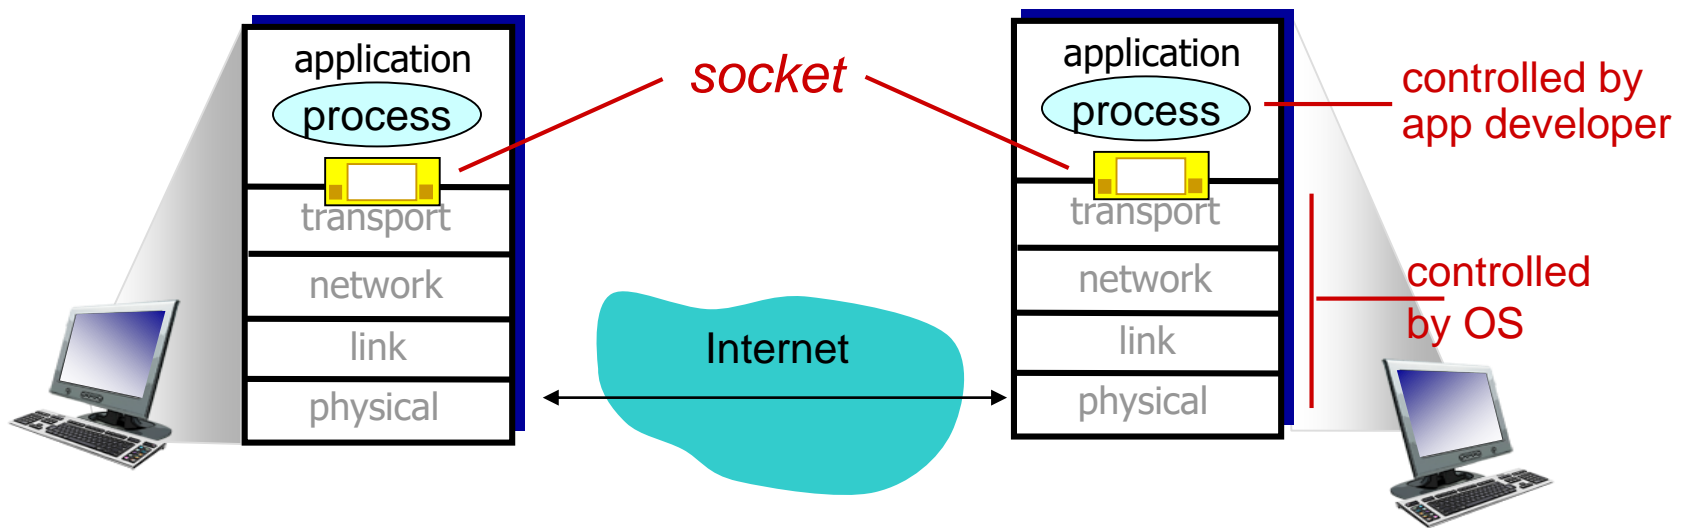 application
process
transport
network
link
physical
socket
Internet
application
process
transport
network
link
physical
controlled by
app developer
controlled
by OS